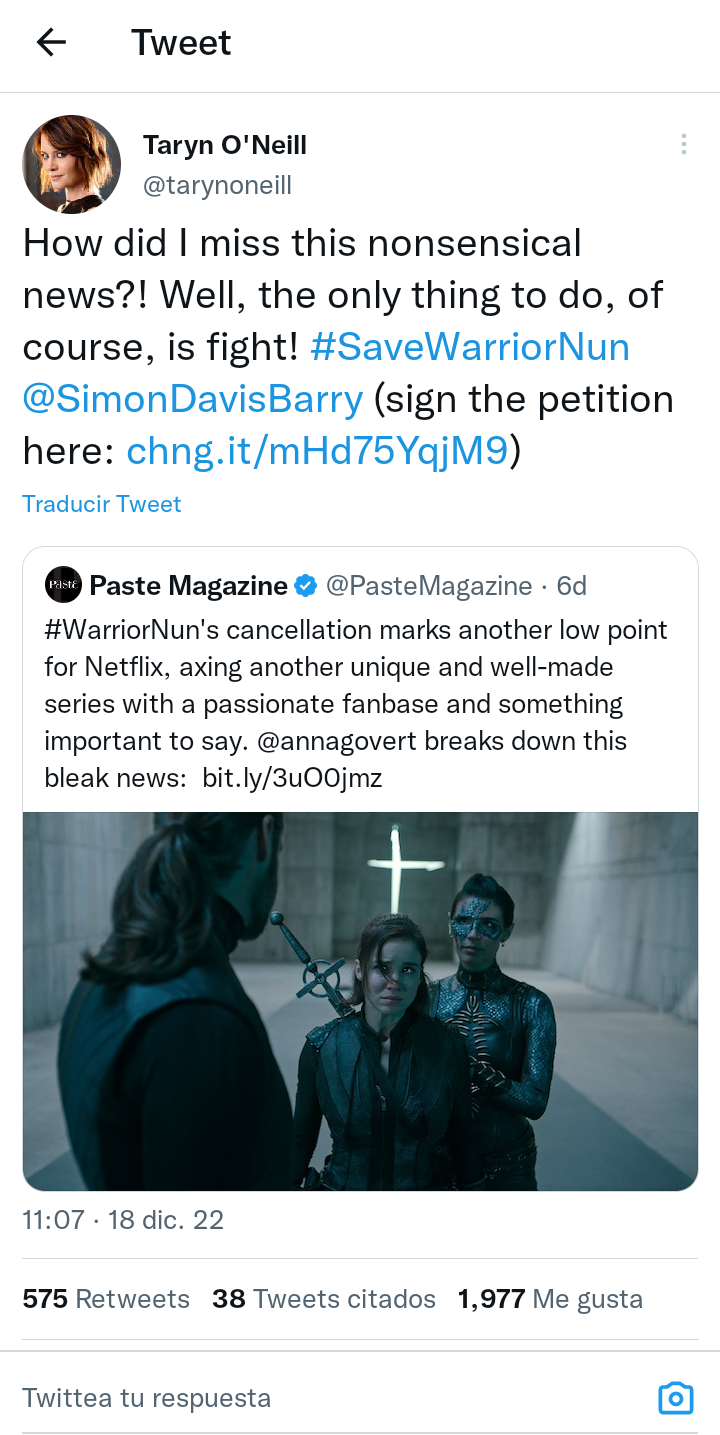 Tweet
Taryn O'Neill
@tarynoneill
How did I miss this nonsensical
news?! Well, the only thing to do, of
course, is fight! #SaveWarriorNun
@SimonDavisBarry (sign the petition
here: chng.it/mHd75YqjM9)
Traducir Tweet
Paste Paste Magazine @PasteMagazine · 6d
#WarriorNun's cancellation marks another low point
for Netflix, axing another unique and well-made
series with a passionate fanbase and something
important to say. @annagovert breaks down this
bleak news: bit.ly/3uO0jmz
11:07 · 18 dic. 22
575 Retweets 38 Tweets citados 1,977 Me gusta
Twittea tu respuesta